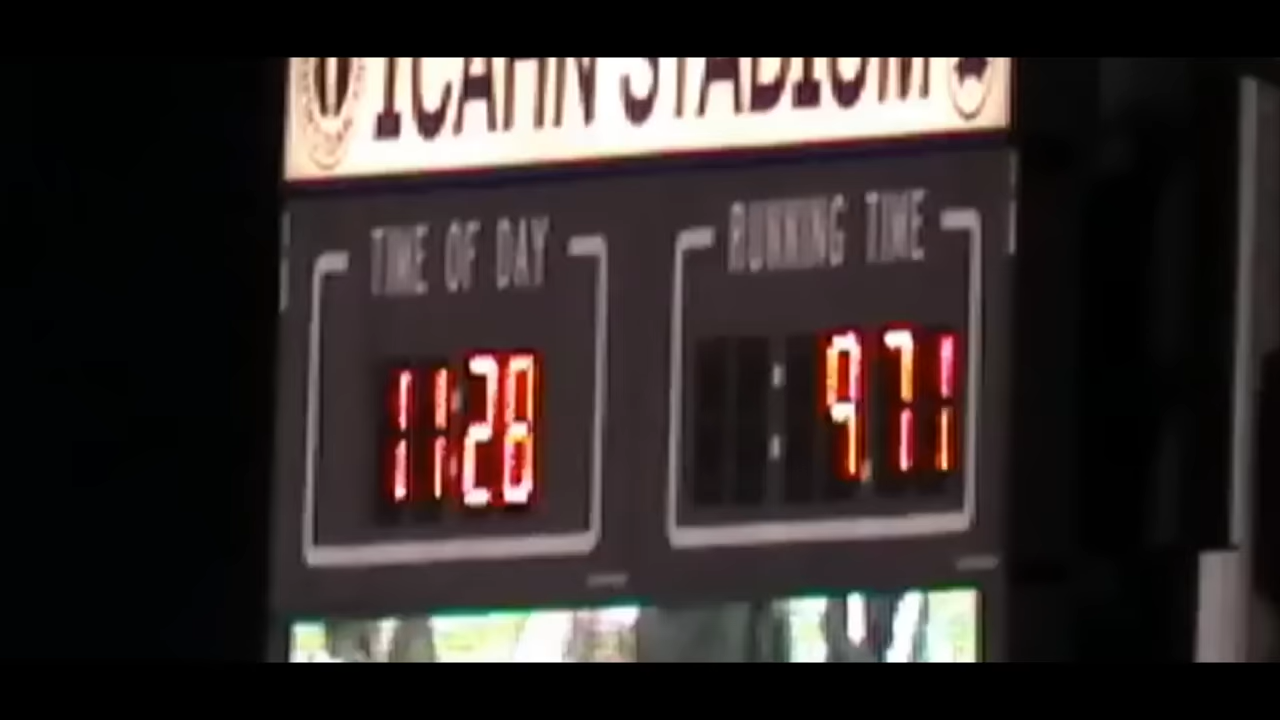 ICAHN STADIUM
TIME OF DAY
RUNNING TIME
11:28
9.71